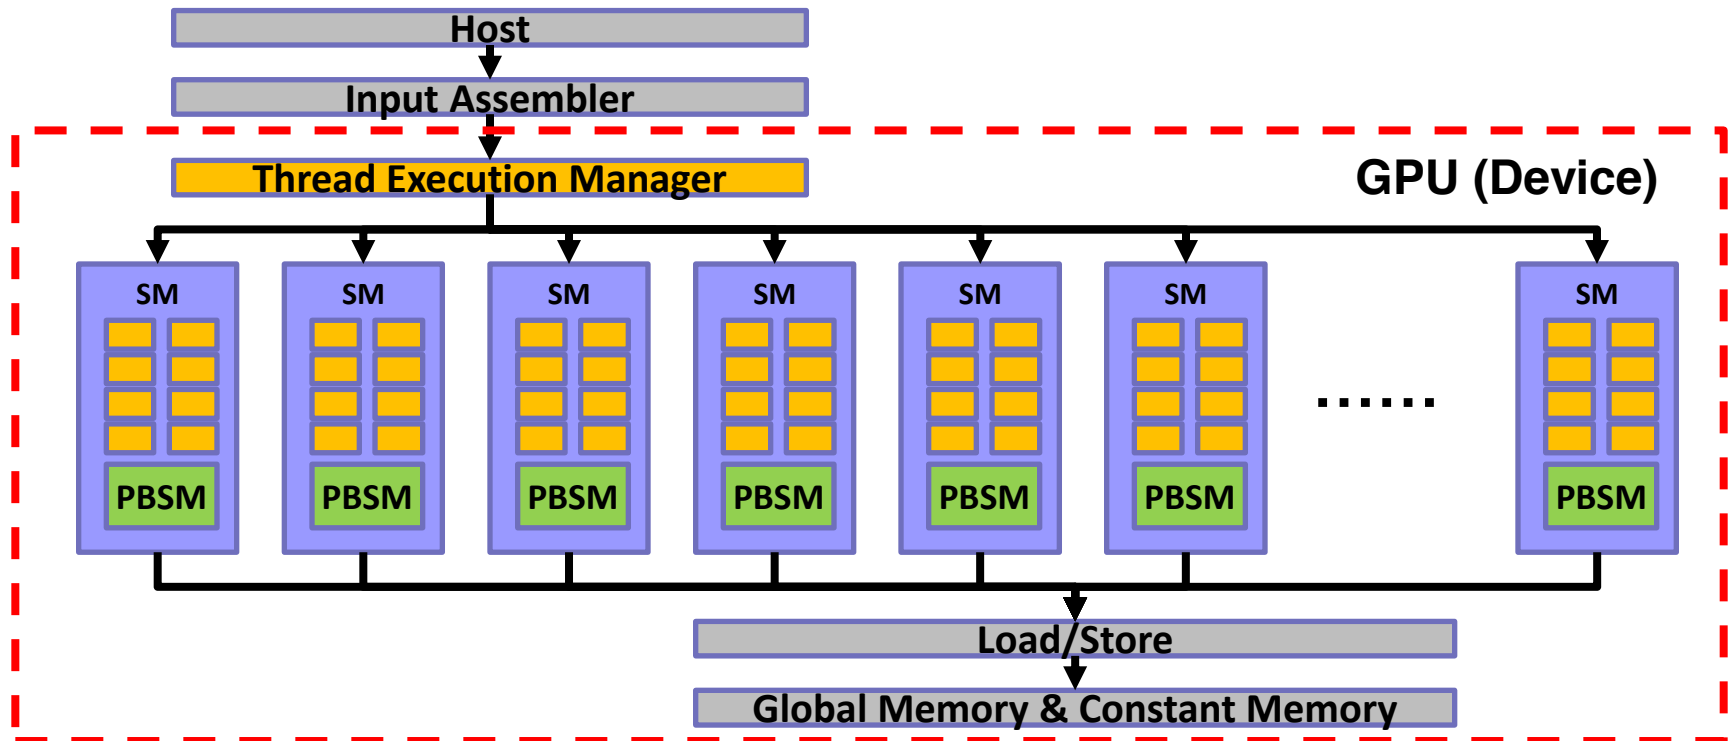 Host
Input Assembler
Thread Execution Manager
GPU (Device)
SM SM SM SM SM SM SM
......
PBSM PBSM PBSM PBSM PBSM PBSM PBSM
Load/Store
Global Memory & Constant Memory